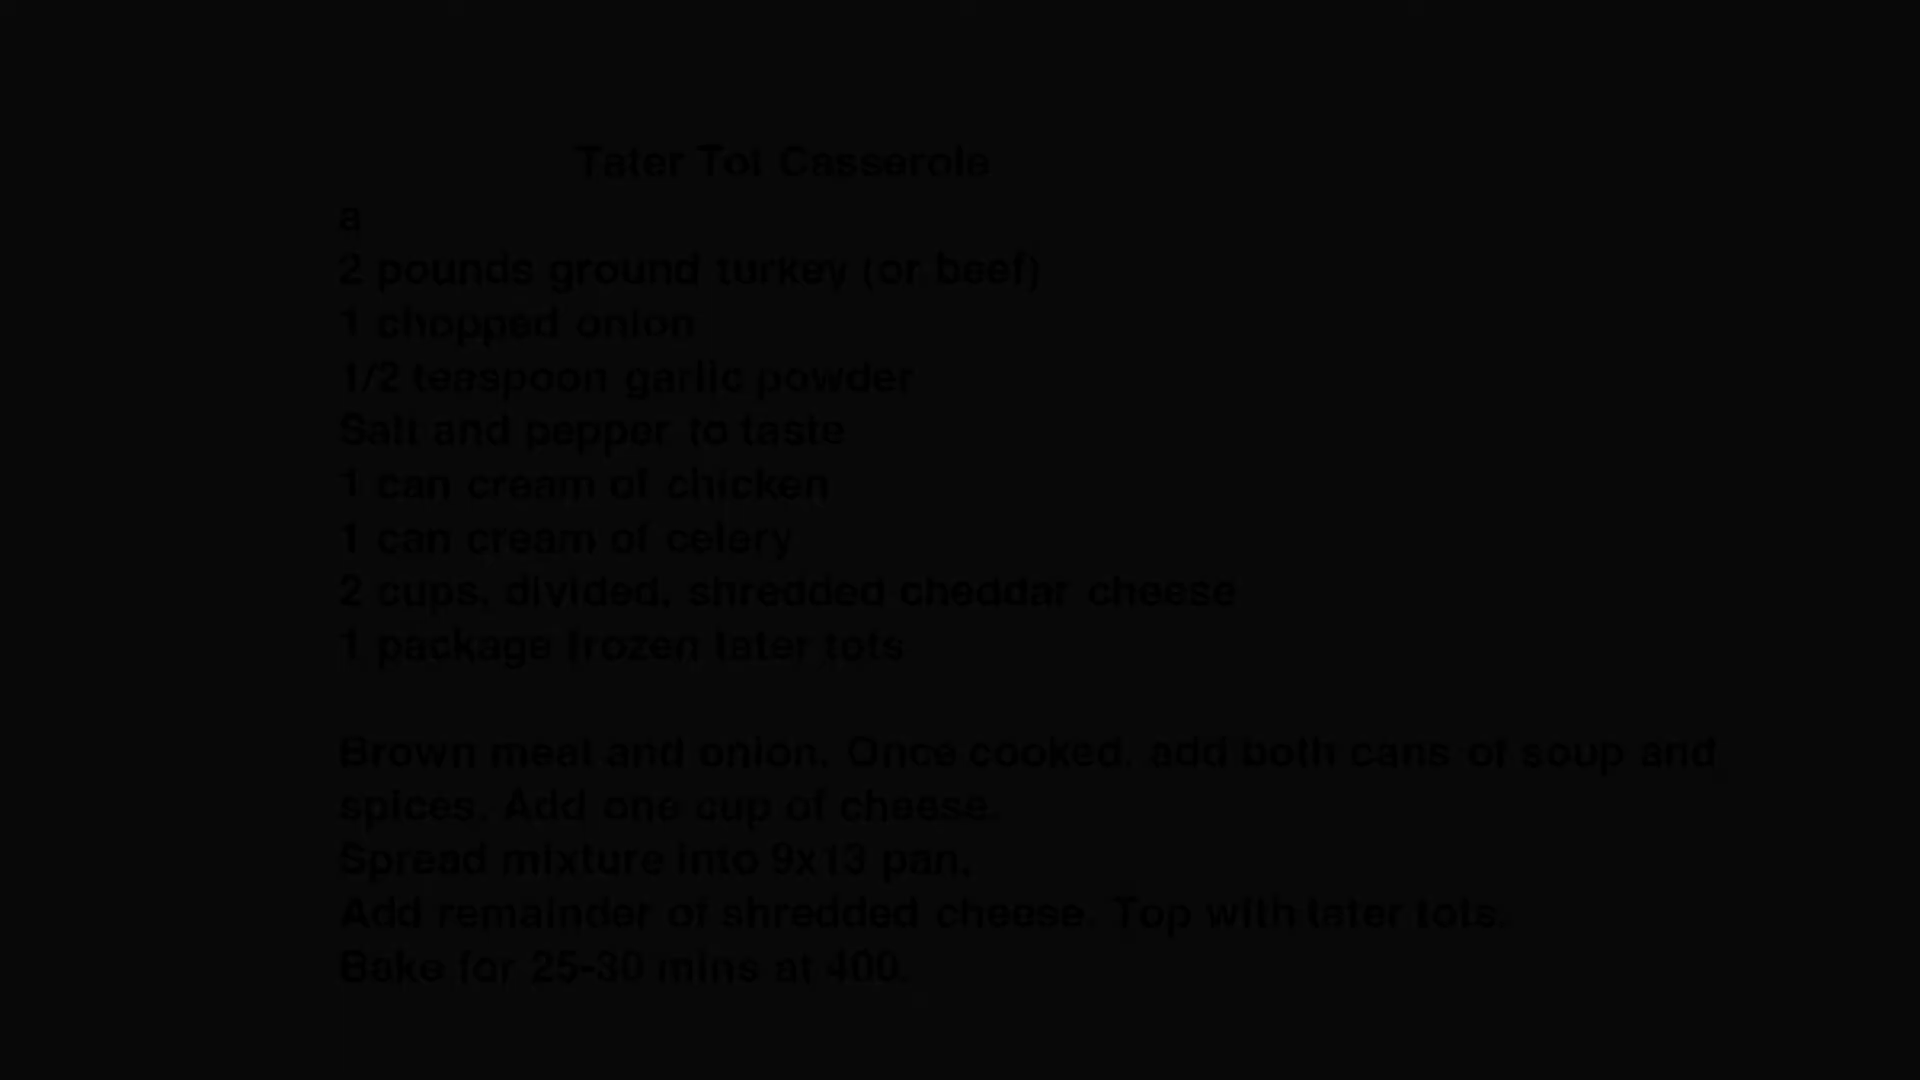 Tater Tot Casserole
a
2 pounds ground turkey (or beef)
1 chopped onion
1/2 teaspoon garlic powder
Salt and pepper to taste
1 can cream of chicken
1 can cream of celery
2 cups, divided, shredded cheddar cheese
1 package frozen tater tots
Brown meat and onion. Once cooked, add both cans of soup and
spices. Add one cup of cheese.
Spread mixture into 9x13 pan.
Add remainder of shredded cheese. Top with tater tots.
Bake for 25-30 mins at 400.